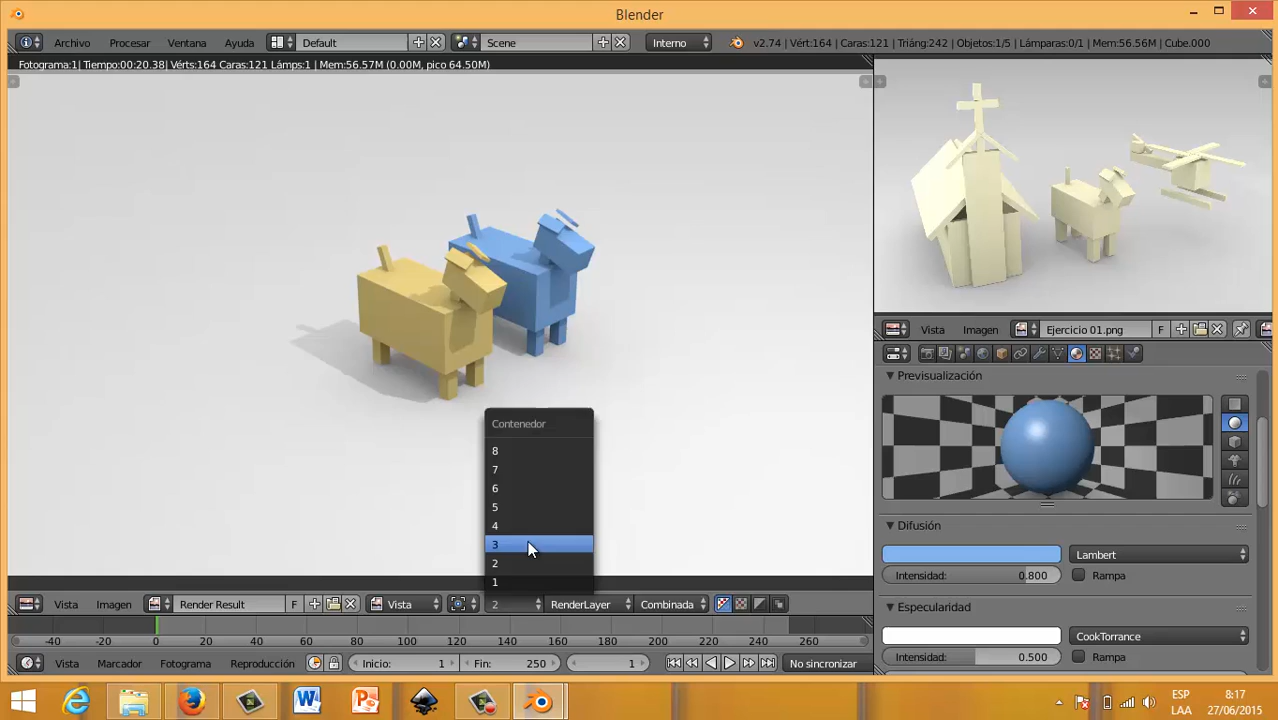 Blender
Archivo Procesar Ventana Ayuda Default Scene Interno v2.74 | Vért:164 | Caras:121 | Triáng:242 | Objetos:1/5 | Lámparas:0/1 | Mem:56.56M | Cube.000
Fotograma:1| Tiempo:00:20.38| Vérts:164 Caras:121 Lámps:1 | Mem:56.57M (0.00M, pico 64.50M)
Vista Imagen Ejercicio 01.png F
Previsualización
Contenedor
8
7
6
5
4
3
2
1
Difusión
Lambert
Intensidad: 0.800 Rampa
Especularidad
CookTorrance
Intensidad: 0.500 Rampa
Vista Imagen Render Result F Vista 2 RenderLayer Combinada
-40 -20 0 20 40 60 80 100 120 140 160 180 200 220 240 260
Vista Marcador Fotograma Reproducción Inicio: 1 Fin: 250 1 No sincronizar
ESP 8:17
LAA 27/06/2015